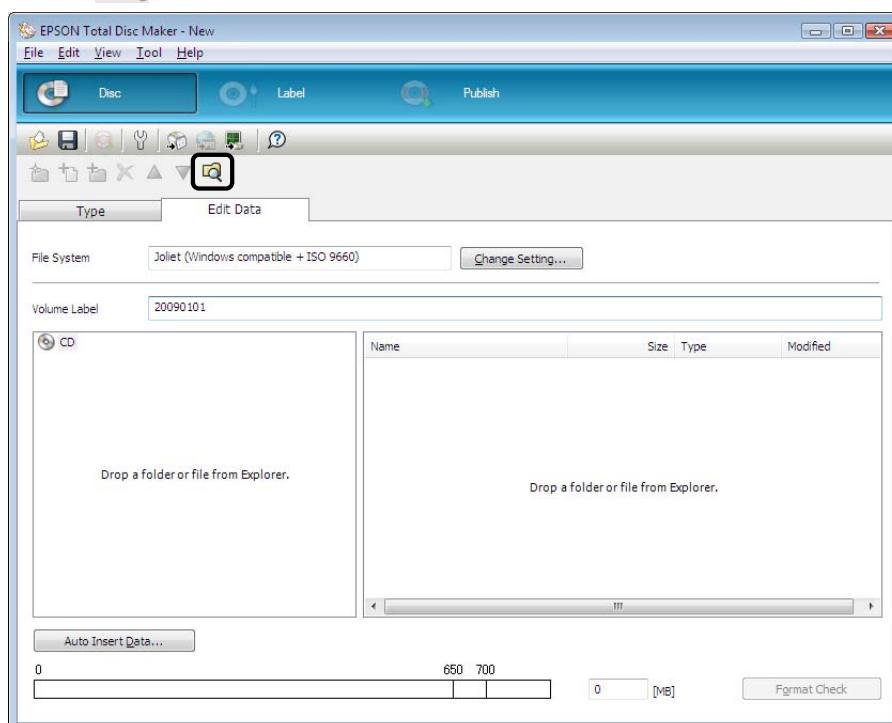 EPSON Total Disc Maker - New
File Edit View Tool Help
Disc Label Publish
Type Edit Data
File System Joliet (Windows compatible + ISO 9660) Change Setting...
Volume Label 20090101
CD
Name Size Type Modified
Drop a folder or file from Explorer.
Drop a folder or file from Explorer.
Auto Insert Data...
0 650 700
0 [MB] Format Check